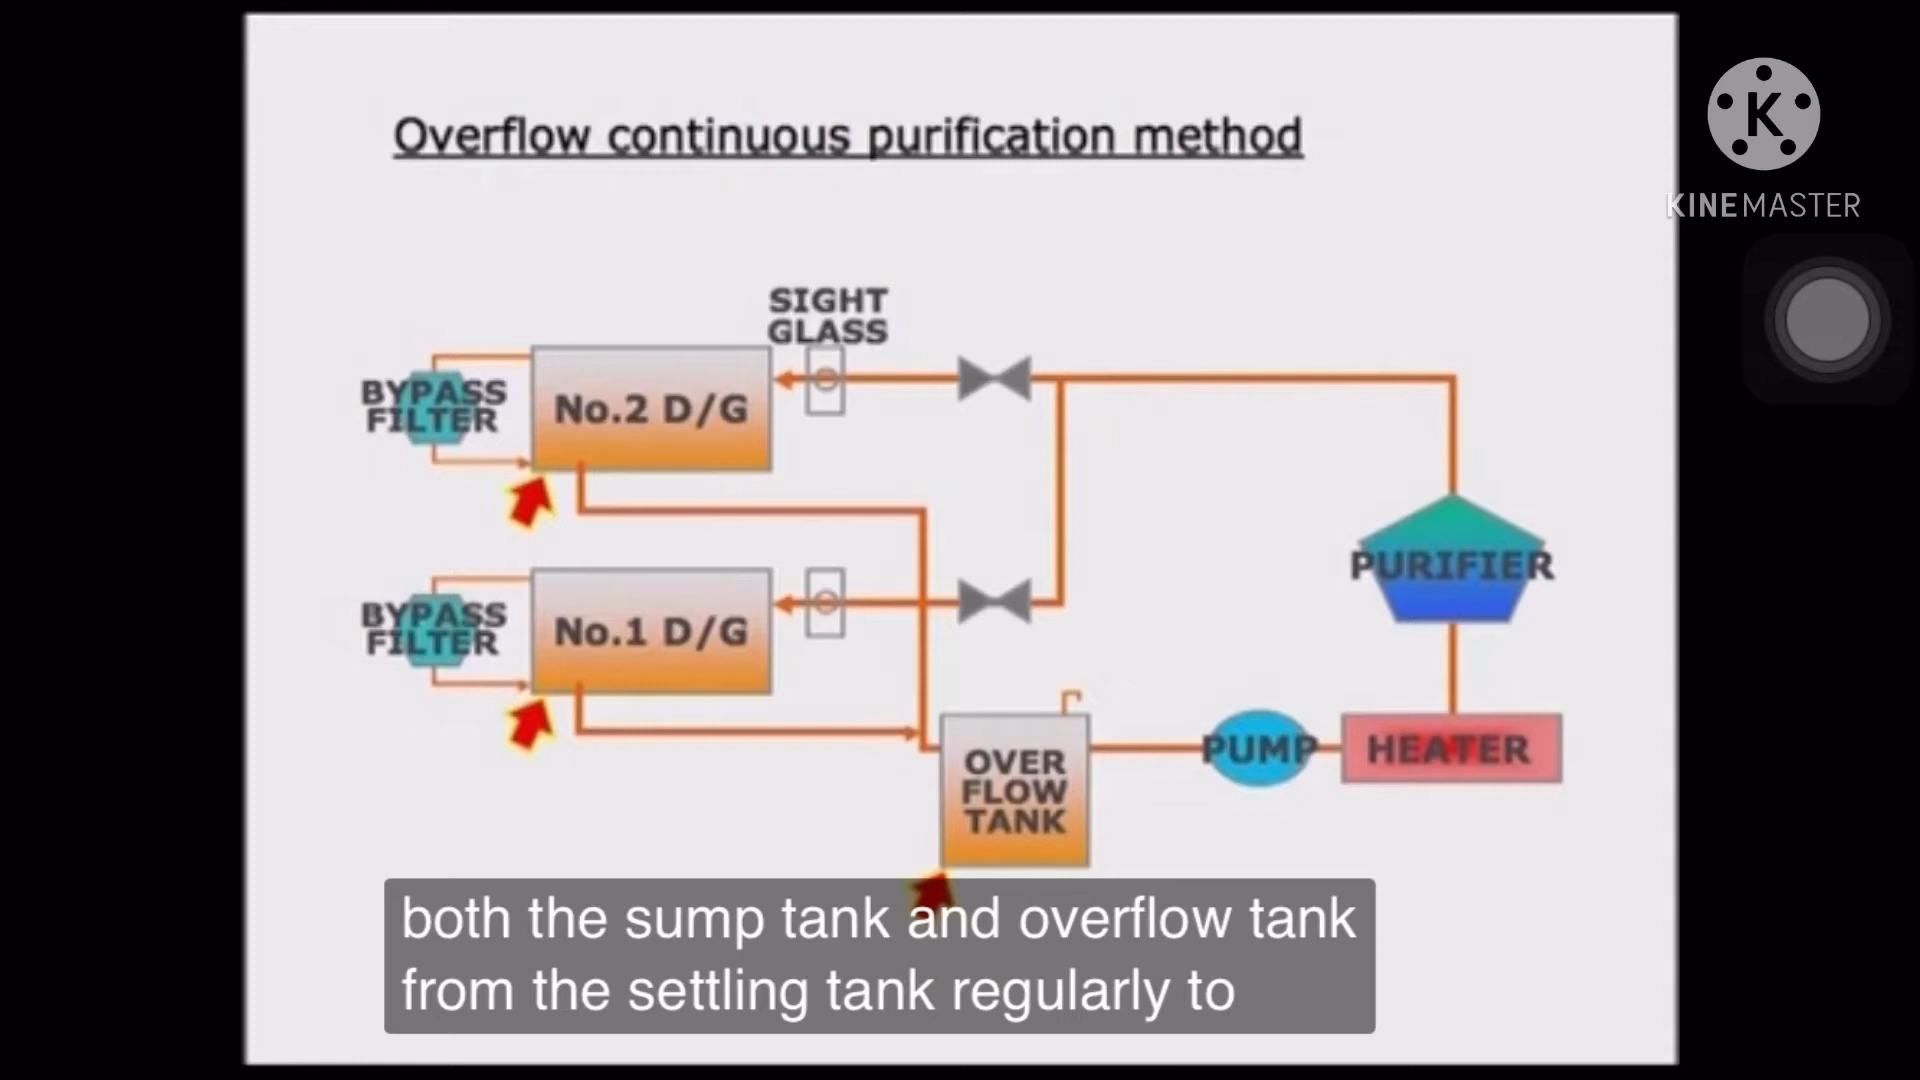 Overflow continuous purification method
K
KINEMASTER
SIGHT
GLASS
BYPASS
FILTER
No.2 D/G
PURIFIER
BYPASS
FILTER
No.1 D/G
OVER
FLOW
TANK
PUMP
HEATER
both the sump tank and overflow tank
from the settling tank regularly to